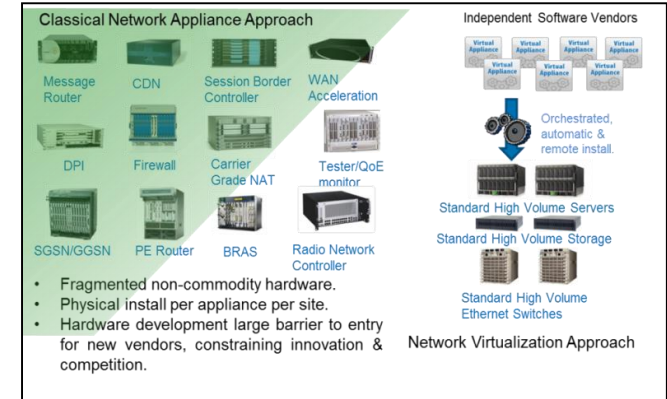 Classical Network Appliance Approach
Message
Router
CDN
Session Border
Controller
WAN
Acceleration
DPI
Firewall
Carrier
Grade NAT
Tester/QoE
monitor
SGSN/GGSN
PE Router
BRAS
Radio Network
Controller
• Fragmented non-commodity hardware.
• Physical install per appliance per site.
• Hardware development large barrier to entry
for new vendors, constraining innovation &
competition.
Independent Software Vendors
Virtual
Appliance
Virtual
Appliance
Virtual
Appliance
Virtual
Appliance
Virtual
Appliance
Virtual
Appliance
Virtual
Appliance
Orchestrated,
automatic &
remote install.
Standard High Volume Servers
Standard High Volume Storage
Standard High Volume
Ethernet Switches
Network Virtualization Approach